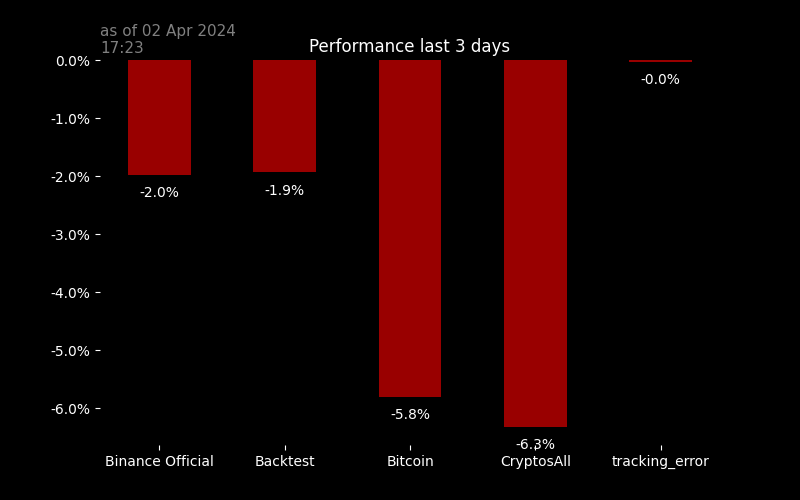 as of 02 Apr 2024
17:23
Performance last 3 days
0.0%
-1.0%
-2.0%
-3.0%
-4.0%
-5.0%
-6.0%
-2.0%
-1.9%
-5.8%
-6.3%
-0.0%
Binance Official
Backtest
Bitcoin
CryptosAll
tracking_error